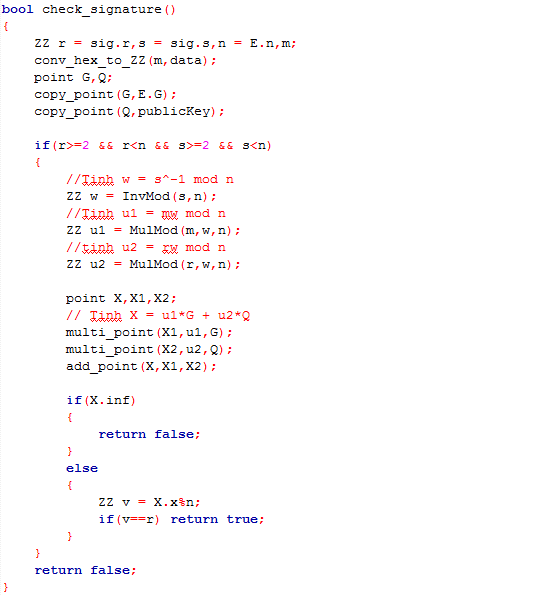 bool check_signature()
{
ZZ r = sig.r,s = sig.s,n = E.n,m;
conv_hex_to_ZZ(m,data);
point G,Q;
copy_point(G,E.G);
copy_point(Q,publicKey);
if(r>=2 && r<n && s>=2 && s<n)
{
//Tinh w = s^-1 mod n
ZZ w = InvMod(s,n);
//Tinh u1 = mw mod n
ZZ u1 = MulMod(m,w,n);
//tinh u2 = rw mod n
ZZ u2 = MulMod(r,w,n);
point X,X1,X2;
// Tinh X = u1*G + u2*Q
multi_point(X1,u1,G);
multi_point(X2,u2,Q);
add_point(X,X1,X2);
if(X.inf)
{
return false;
}
else
{
ZZ v = X.x%n;
if(v==r) return true;
}
}
return false;
}